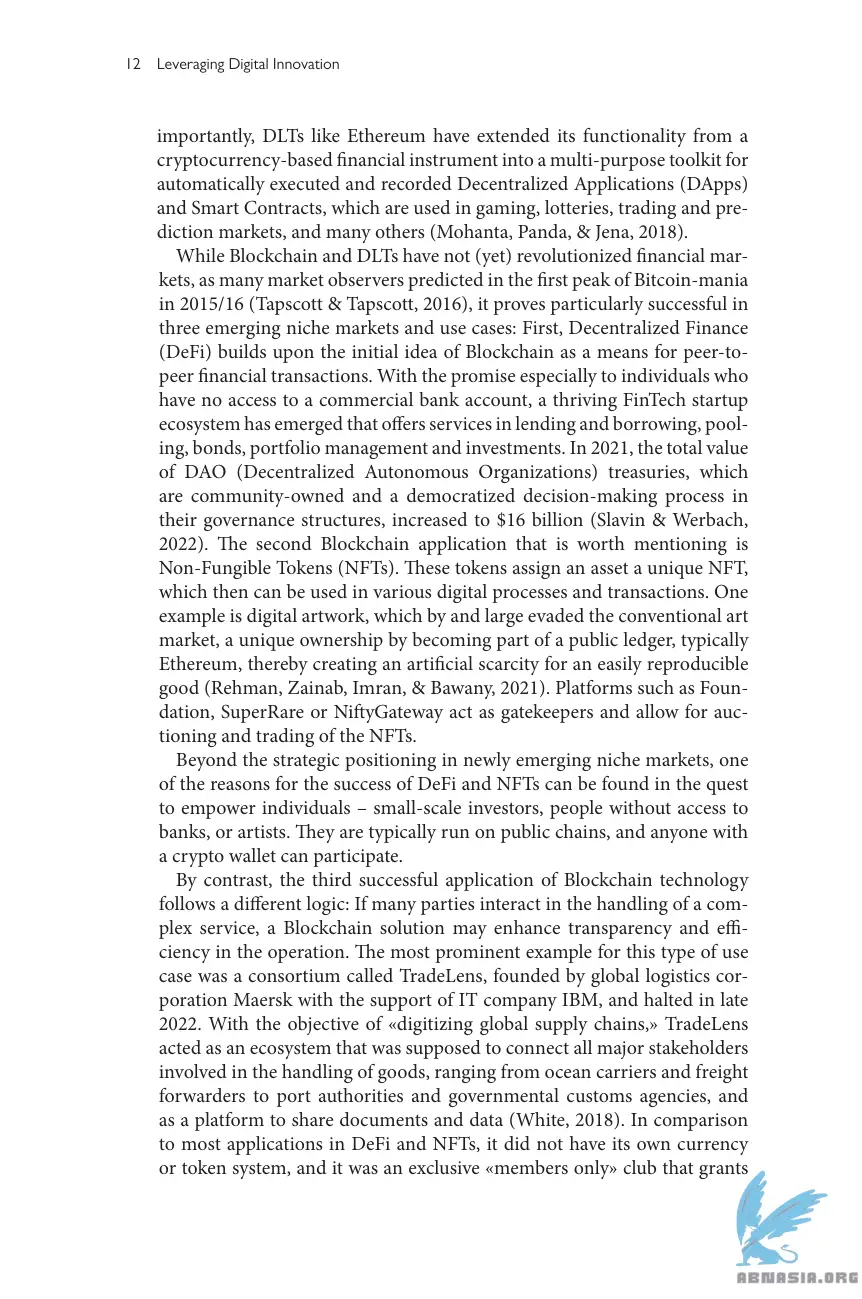 12 Leveraging Digital Innovation
importantly, DLTs like Ethereum have extended its functionality from a
cryptocurrency-based financial instrument into a multi-purpose toolkit for
automatically executed and recorded Decentralized Applications (DApps)
and Smart Contracts, which are used in gaming, lotteries, trading and pre-
diction markets, and many others (Mohanta, Panda, & Jena, 2018).
While Blockchain and DLTs have not (yet) revolutionized financial mar-
kets, as many market observers predicted in the first peak of Bitcoin-mania
in 2015/16 (Tapscott & Tapscott, 2016), it proves particularly successful in
three emerging niche markets and use cases: First, Decentralized Finance
(DeFi) builds upon the initial idea of Blockchain as a means for peer-to-
peer financial transactions. With the promise especially to individuals who
have no access to a commercial bank account, a thriving FinTech startup
ecosystem has emerged that offers services in lending and borrowing, pool-
ing, bonds, portfolio management and investments. In 2021, the total value
of DAO (Decentralized Autonomous Organizations) treasuries, which
are community-owned and a democratized decision-making process in
their governance structures, increased to $16 billion (Slavin & Werbach,
2022). The second Blockchain application that is worth mentioning is
Non-Fungible Tokens (NFTs). These tokens assign an asset a unique NFT,
which then can be used in various digital processes and transactions. One
example is digital artwork, which by and large evaded the conventional art
market, a unique ownership by becoming part of a public ledger, typically
Ethereum, thereby creating an artificial scarcity for an easily reproducible
good (Rehman, Zainab, Imran, & Bawany, 2021). Platforms such as Foun-
dation, SuperRare or NiftyGateway act as gatekeepers and allow for auc-
tioning and trading of the NFTs.
Beyond the strategic positioning in newly emerging niche markets, one
of the reasons for the success of DeFi and NFTs can be found in the quest
to empower individuals – small-scale investors, people without access to
banks, or artists. They are typically run on public chains, and anyone with
a crypto wallet can participate.
By contrast, the third successful application of Blockchain technology
follows a different logic: If many parties interact in the handling of a com-
plex service, a Blockchain solution may enhance transparency and effi-
ciency in the operation. The most prominent example for this type of use
case was a consortium called TradeLens, founded by global logistics cor-
poration Maersk with the support of IT company IBM, and halted in late
2022. With the objective of «digitizing global supply chains,» TradeLens
acted as an ecosystem that was supposed to connect all major stakeholders
involved in the handling of goods, ranging from ocean carriers and freight
forwarders to port authorities and governmental customs agencies, and
as a platform to share documents and data (White, 2018). In comparison
to most applications in DeFi and NFTs, it did not have its own currency
or token system, and it was an exclusive «members only» club that grants
ABNASIA.ORG